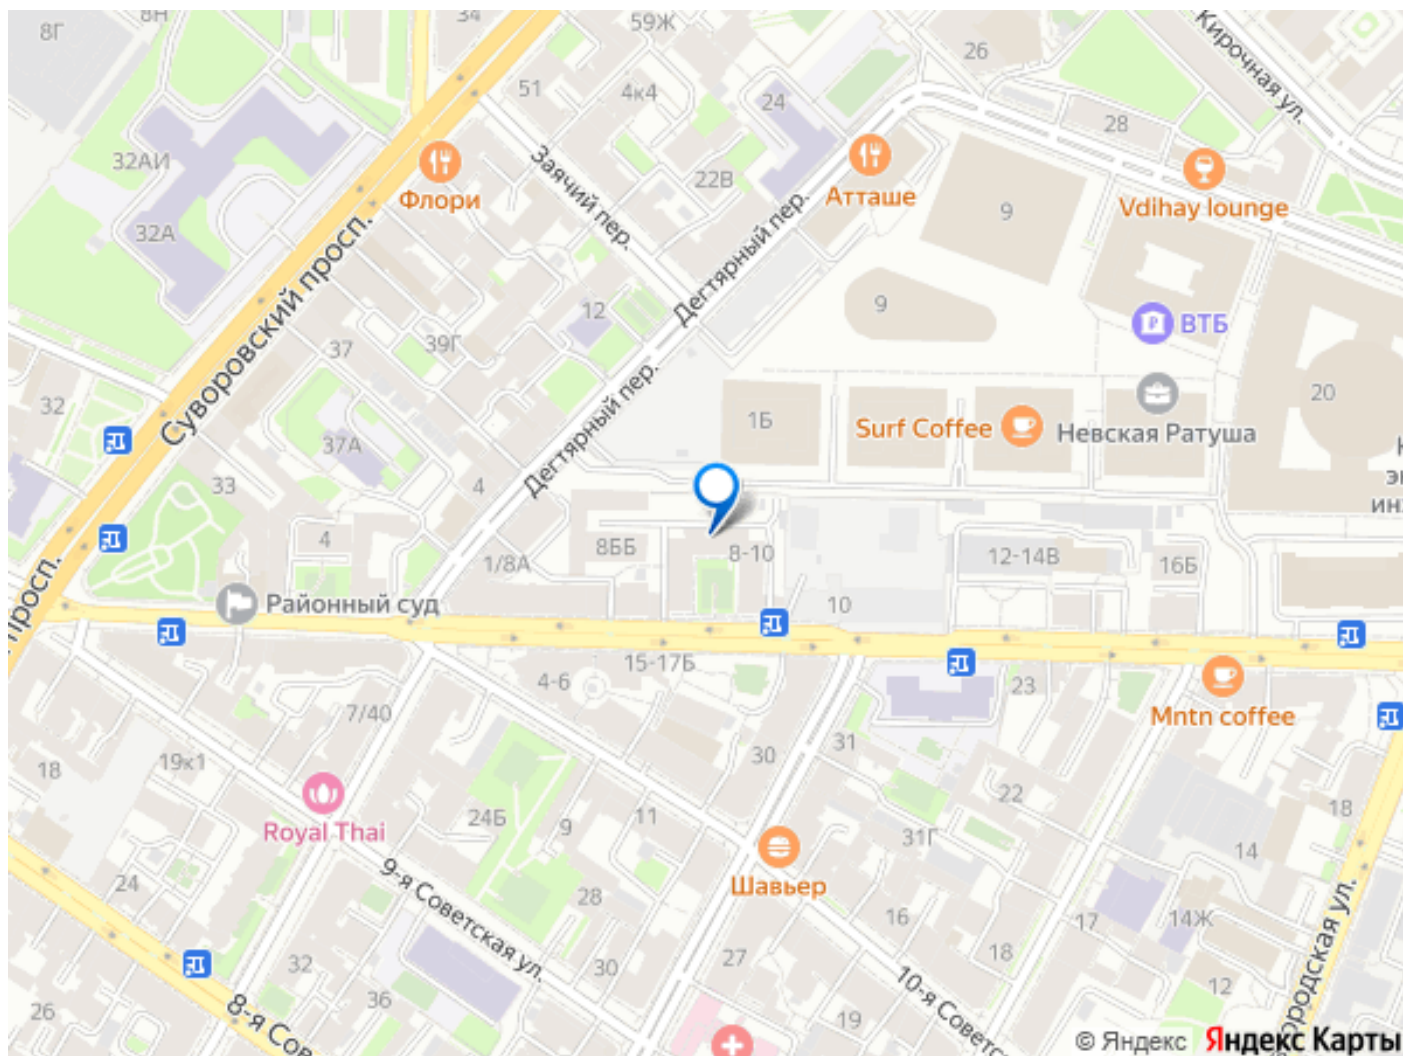 8Г
8Н
34
59Ж
26
Кирочная ул.
51
4к4
24
28
32АИ
Флори
Заячий пер.
22В
Атташе
Vdihay lounge
32А
9
Дегтярный пер.
Суворовский просп.
12
9
ВТБ
37
39Г
32
1Б
Surf Coffee
Невская Ратуша
20
37А
Дегтярный пер.
33
4
4
1/8А
8ББ
8-10
12-14В
16Б
просп.
Районный суд
10
15-17Б
4-6
23
7/40
Mntn coffee
18
19к1
30
31
22
18
Royal Thai
24Б
9
11
31Г
14
24
Шавьер
9-я Советская ул.
28
16
17
14Ж
18
32
36
30
27
10-я Советс
12
ородская ул.
26
8-я Сов
19
© Яндекс Яндекс Карты